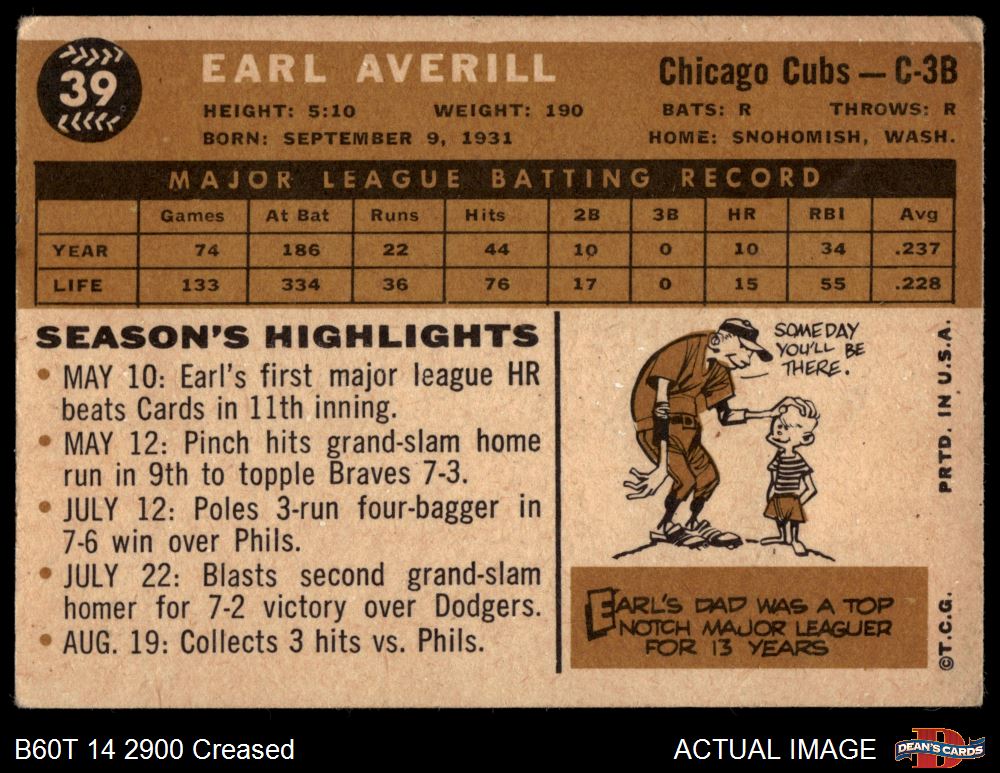 39
EARL AVERILL
Chicago Cubs — C-3B
HEIGHT: 5:10 WEIGHT: 190 BATS: R THROWS: R
BORN: SEPTEMBER 9, 1931 HOME: SNOHOMISH, WASH.
MAJOR LEAGUE BATTING RECORD
Games At Bat Runs Hits 2B 3B HR RBI Avg
YEAR 74 186 22 44 10 0 10 34 .237
LIFE 133 334 36 76 17 0 15 55 .228
SEASON'S HIGHLIGHTS
• MAY 10: Earl's first major league HR
beats Cards in 11th inning.
• MAY 12: Pinch hits grand-slam home
run in 9th to topple Braves 7-3.
• JULY 12: Poles 3-run four-bagger in
7-6 win over Phils.
• JULY 22: Blasts second grand-slam
homer for 7-2 victory over Dodgers.
• AUG. 19: Collects 3 hits vs. Phils.
SOMEDAY
YOU'LL BE
THERE.
EARL'S DAD WAS A TOP
NOTCH MAJOR LEAGUER
FOR 13 YEARS
©T.C.G. PRTD. IN U.S.A.
B60T 14 2900 Creased
ACTUAL IMAGE
D
DEAN'S CARDS